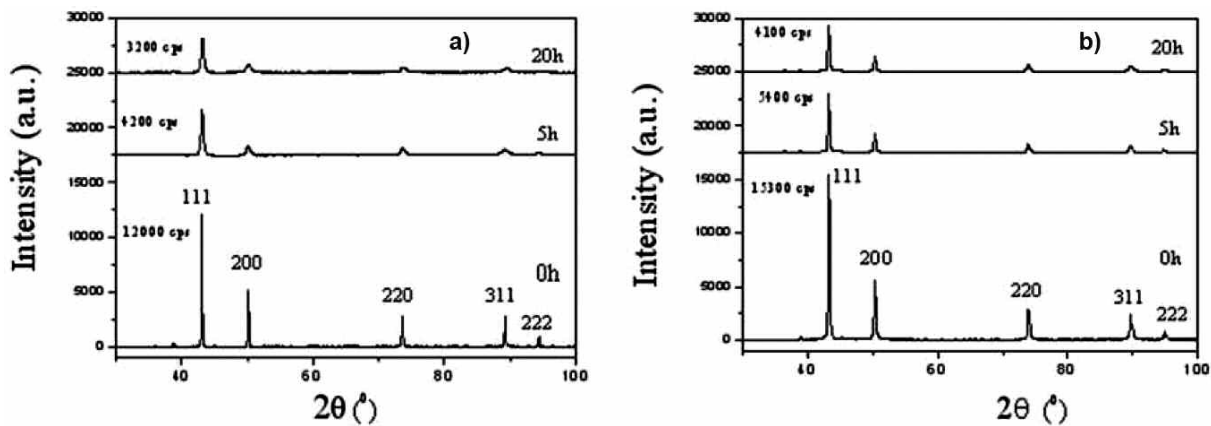 30000
25000
20000
15000
10000
5000
0
Intensity (a.u.)
3200 cps
a)
20h
4200 cps
5h
111
12000 cps
200
220
311
222
0h
40
60
80
100
2θ (⁰)
30000
25000
20000
15000
10000
5000
0
Intensity (a.u.)
4100 cps
b)
20h
5400 cps
5h
15300 cps
111
200
220
311
222
0h
40
60
80
100
2θ (⁰)